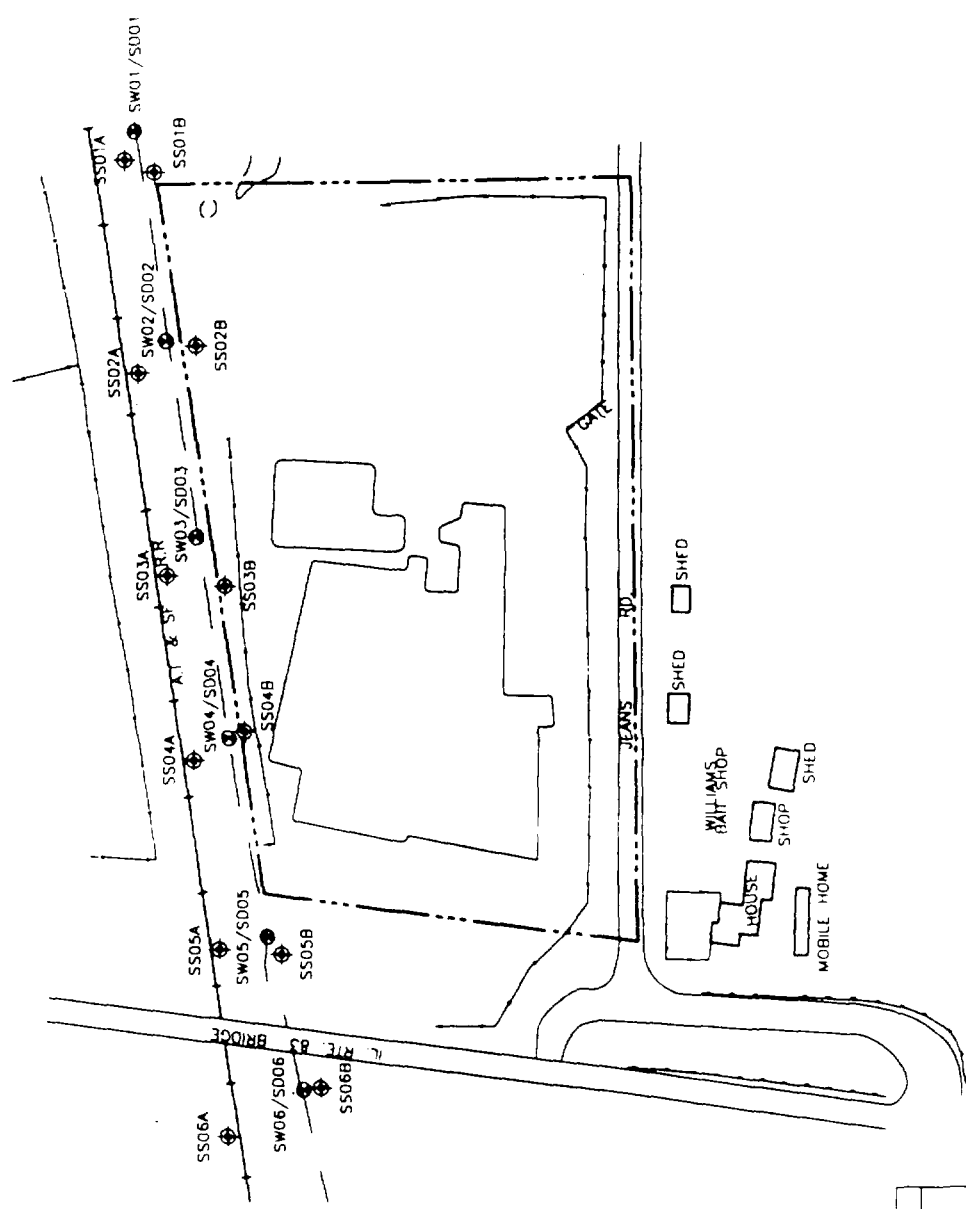 SW01/SD01
SS01A
SS01B
SW02/SD02
SS02A
SS02B
SW03/SD03
SS03A
R.R
SS03B
A.T & SF
SW04/SD04
SS04A
SS04B
GATE
SHED
RD
SHED
JEANS
WILLIAMS
BAIT SHOP
SHED
SHOP
HOUSE
MOBILE HOME
SS05A
SW05/SD05
SS05B
IL. RTE. 83
BRIDGE
SW06/SD06
SS06B
SS06A